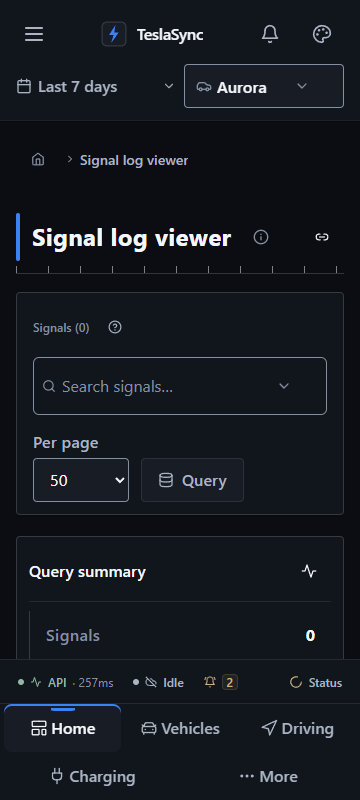 TeslaSync
Last 7 days
Aurora
Signal log viewer
Signal log viewer
Signals (0)
Search signals...
Per page
50
Query
Query summary
Signals 0
API · 257ms
Idle
2
Status
Home
Vehicles
Driving
Charging
More